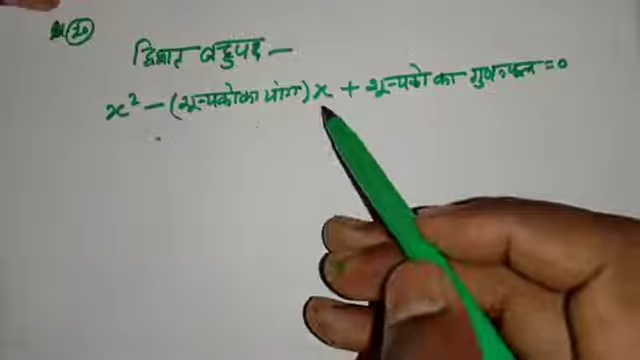 (20)
द्विघात बहुपद —
x² — (शून्यको का योग) x + शून्यको का गुणनफल = 0